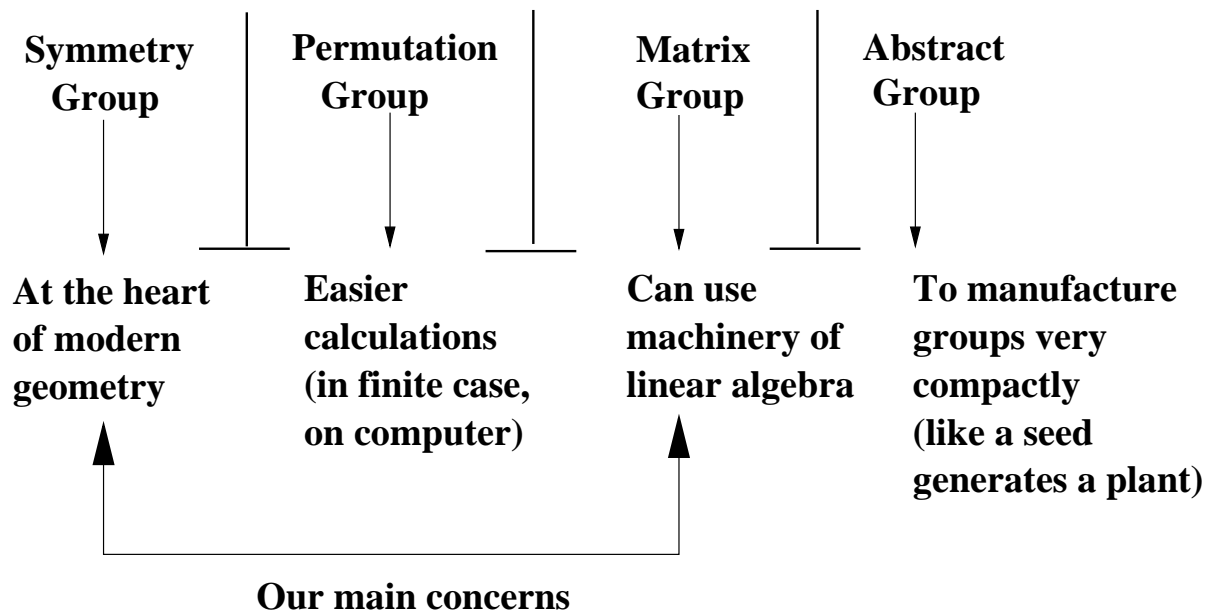 Symmetry
Group
Permutation
Group
Matrix
Group
Abstract
Group
At the heart
of modern
geometry
Easier
calculations
(in finite case,
on computer)
Can use
machinery of
linear algebra
To manufacture
groups very
compactly
(like a seed
generates a plant)
Our main concerns